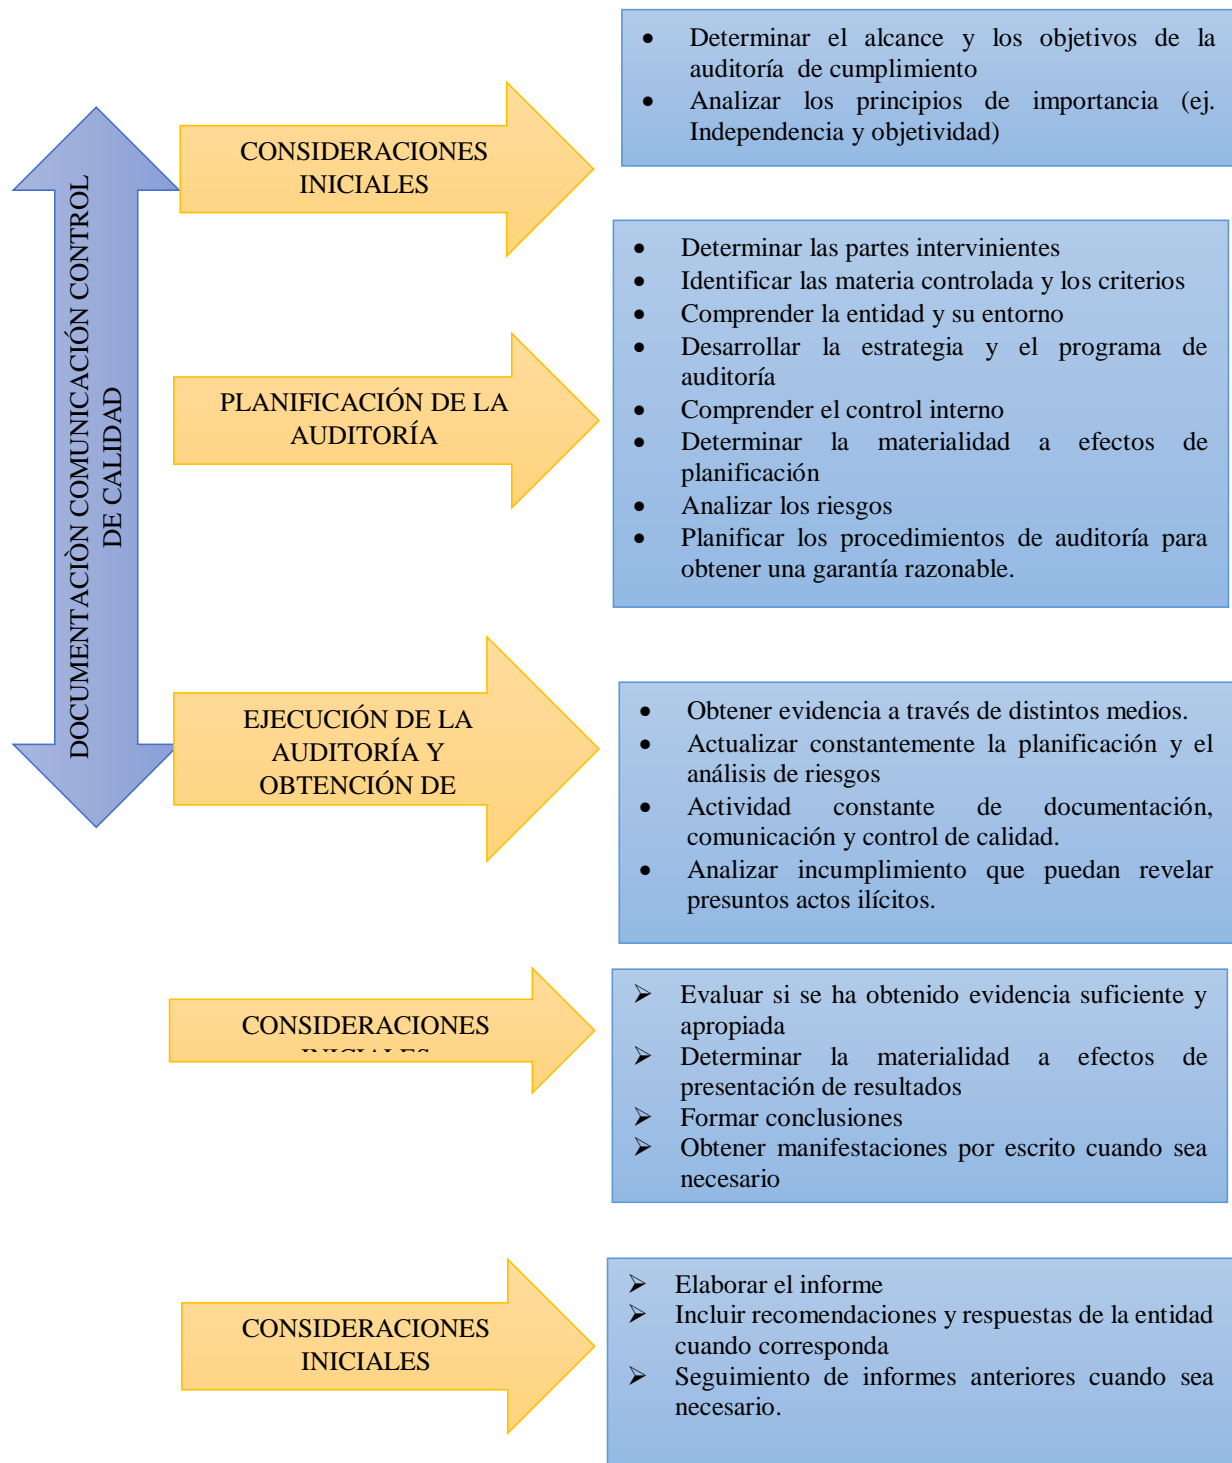 DOCUMENTACIÒN COMUNICACIÓN CONTROL
DE CALIDAD
CONSIDERACIONES
INICIALES
• Determinar el alcance y los objetivos de la
auditoría de cumplimiento
• Analizar los principios de importancia (ej.
Independencia y objetividad)
PLANIFICACIÓN DE LA
AUDITORÍA
• Determinar las partes intervinientes
• Identificar las materia controlada y los criterios
• Comprender la entidad y su entorno
• Desarrollar la estrategia y el programa de
auditoría
• Comprender el control interno
• Determinar la materialidad a efectos de
planificación
• Analizar los riesgos
• Planificar los procedimientos de auditoría para
obtener una garantía razonable.
EJECUCIÓN DE LA
AUDITORÍA Y
OBTENCIÓN DE
• Obtener evidencia a través de distintos medios.
• Actualizar constantemente la planificación y el
análisis de riesgos
• Actividad constante de documentación,
comunicación y control de calidad.
• Analizar incumplimiento que puedan revelar
presuntos actos ilícitos.
CONSIDERACIONES
INICIALES
➢ Evaluar si se ha obtenido evidencia suficiente y
apropiada
➢ Determinar la materialidad a efectos de
presentación de resultados
➢ Formar conclusiones
➢ Obtener manifestaciones por escrito cuando sea
necesario
CONSIDERACIONES
INICIALES
➢ Elaborar el informe
➢ Incluir recomendaciones y respuestas de la entidad
cuando corresponda
➢ Seguimiento de informes anteriores cuando sea
necesario.